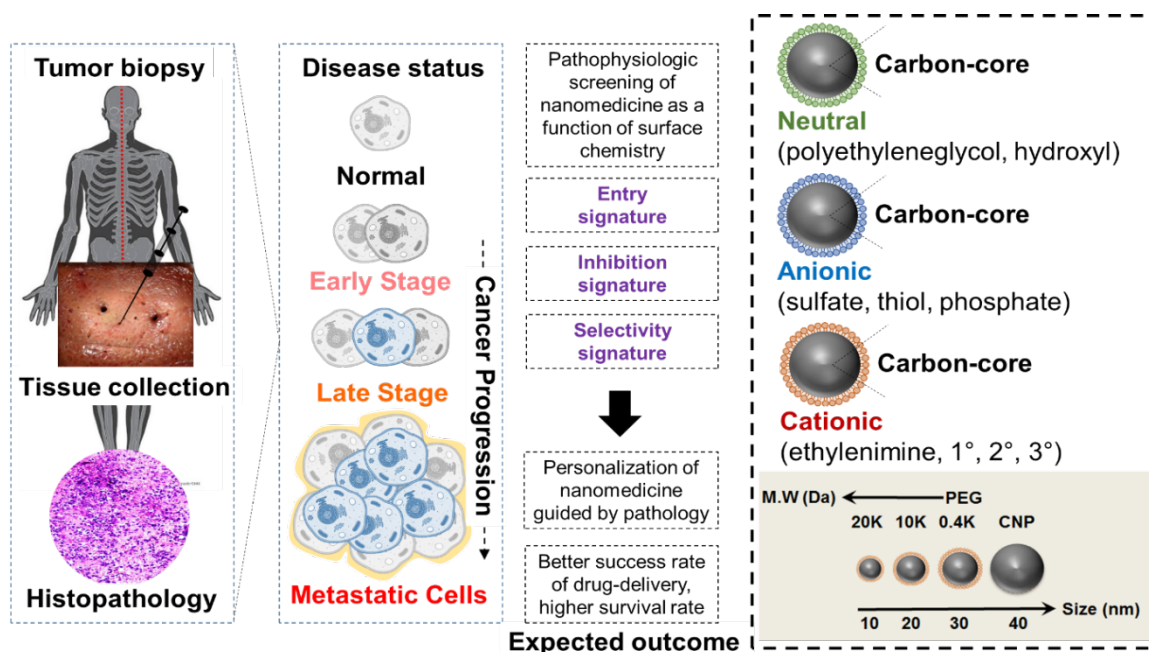 Tumor biopsy
Tissue collection
Histopathology
Disease status
Normal
Early Stage
Late Stage
Metastatic Cells
Cancer Progression
Pathophysiologic
screening of
nanomedicine as a
function of surface
chemistry
Entry
signature
Inhibition
signature
Selectivity
signature
Personalization of
nanomedicine
guided by pathology
Better success rate
of drug-delivery,
higher survival rate
Expected outcome
Carbon-core
Neutral
(polyethyleneglycol, hydroxyl)
Carbon-core
Anionic
(sulfate, thiol, phosphate)
Carbon-core
Cationic
(ethylenimine, 1°, 2°, 3°)
M.W (Da) PEG
20K 10K 0.4K CNP
Size (nm)
10 20 30 40